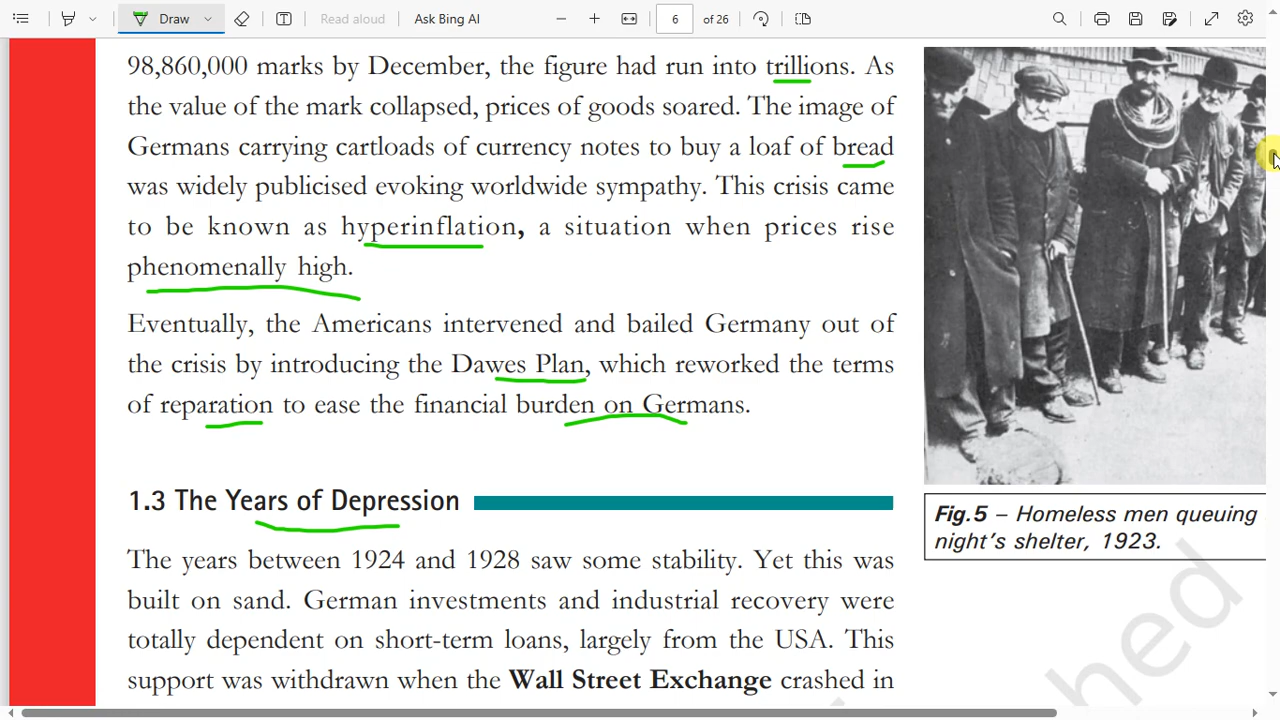 Draw
Read aloud
Ask Bing AI
6
of 26
98,860,000 marks by December, the figure had run into trillions. As
the value of the mark collapsed, prices of goods soared. The image of
Germans carrying cartloads of currency notes to buy a loaf of bread
was widely publicised evoking worldwide sympathy. This crisis came
to be known as hyperinflation, a situation when prices rise
phenomenally high.
Eventually, the Americans intervened and bailed Germany out of
the crisis by introducing the Dawes Plan, which reworked the terms
of reparation to ease the financial burden on Germans.
1.3 The Years of Depression
The years between 1924 and 1928 saw some stability. Yet this was
built on sand. German investments and industrial recovery were
totally dependent on short-term loans, largely from the USA. This
support was withdrawn when the Wall Street Exchange crashed in
Fig.5 – Homeless men queuing
night's shelter, 1923.
hed